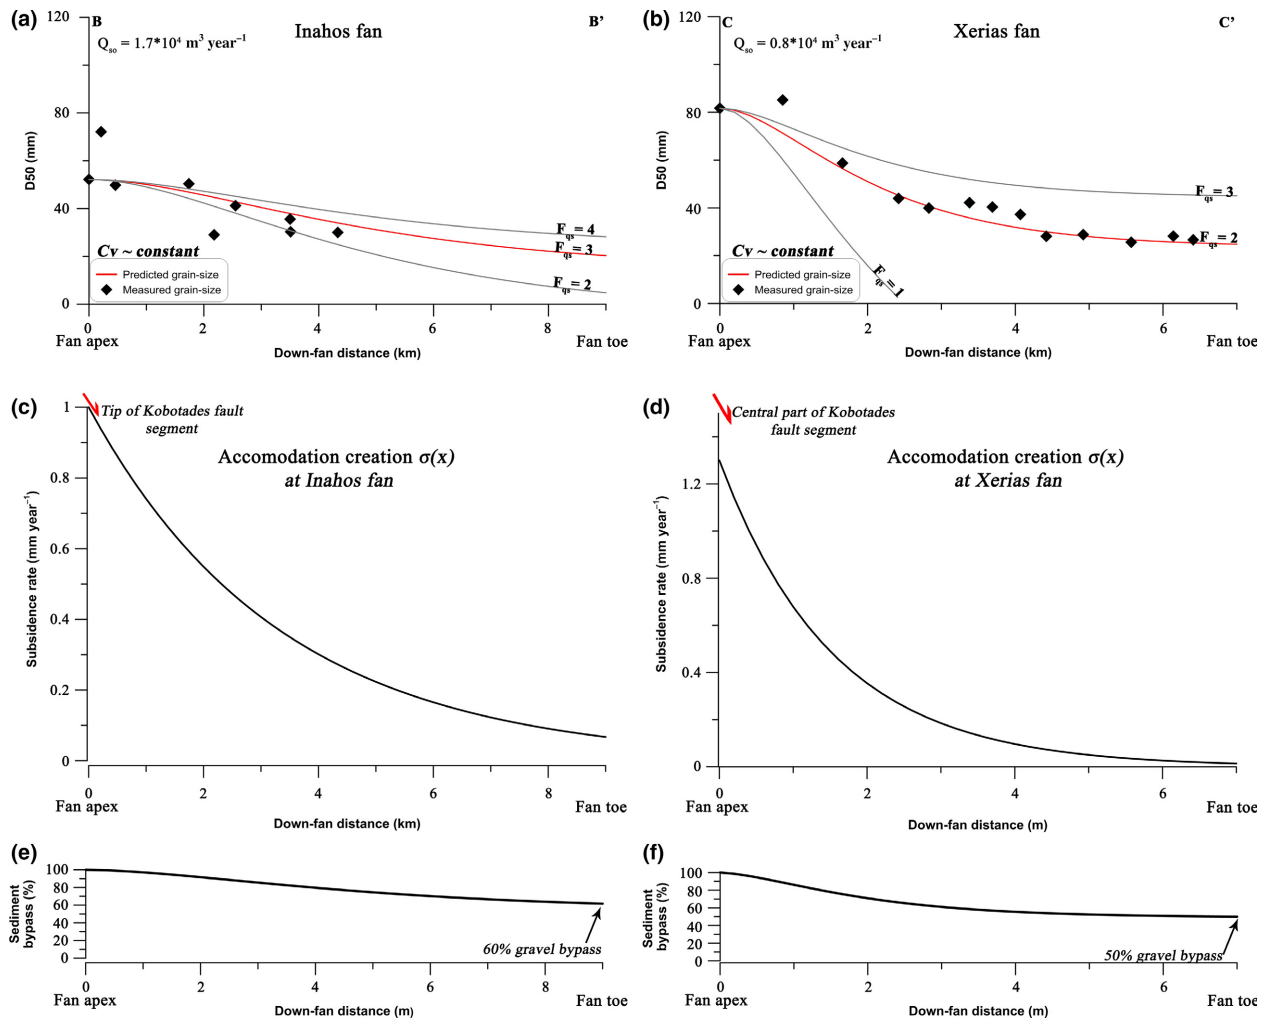 (a)
120
B
B’
Inahos fan
Qso = 1.7*10⁴ m³ year⁻¹
80
D50 (mm)
40
Fqs = 4
Fqs = 3
Fqs = 2
Cv ~ constant
Predicted grain-size
Measured grain-size
0
0 2 4 6 8
Fan apex
Down-fan distance (km)
Fan toe
(b)
120
C
C’
Xerias fan
Qso = 0.8*10⁴ m³ year⁻¹
80
D50 (mm)
40
Fqs = 3
Fqs = 2
Fqs = 1
Cv ~ constant
Predicted grain-size
Measured grain-size
0
0 2 4 6
Fan apex
Down-fan distance (km)
Fan toe
(c)
1
Tip of Kobotades fault
segment
Accomodation creation σ(x)
at Inahos fan
0.8
0.6
Subsidence rate (mm year⁻¹)
0.4
0.2
0
0 2 4 6 8
Fan apex
Down-fan distance (km)
Fan toe
(d)
Central part of Kobotades
fault segment
Accomodation creation σ(x)
at Xerias fan
1.2
0.8
Subsidence rate (mm year⁻¹)
0.4
0
0 2 4 6
Fan apex
Down-fan distance (m)
Fan toe
(e)
100
80
60
40
20
0
Sediment
bypass (%)
60% gravel bypass
0 2 4 6 8
Fan apex
Down-fan distance (m)
Fan toe
(f)
100
80
60
40
20
0
Sediment
bypass (%)
50% gravel bypass
0 2 4 6
Fan apex
Down-fan distance (m)
Fan toe